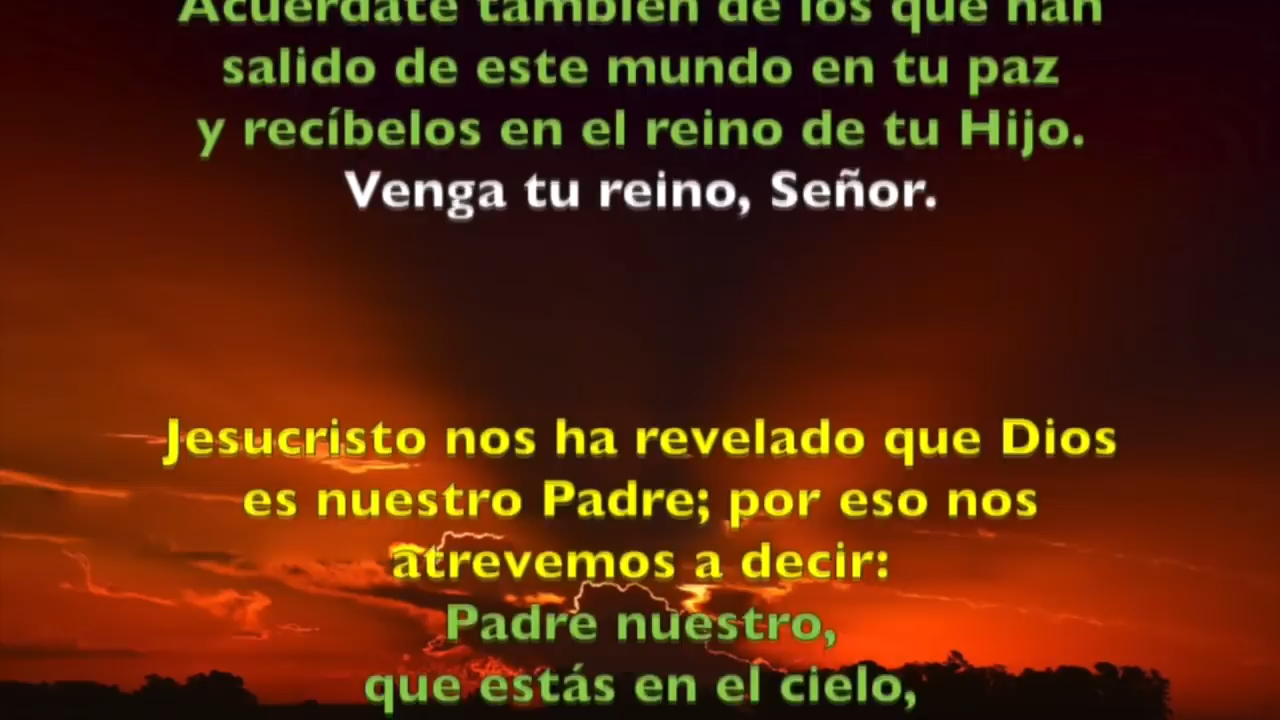 Acuérdate también de los que han
salido de este mundo en tu paz
y recíbelos en el reino de tu Hijo.
Venga tu reino, Señor.
Jesucristo nos ha revelado que Dios
es nuestro Padre; por eso nos
atrevemos a decir:
Padre nuestro,
que estás en el cielo,